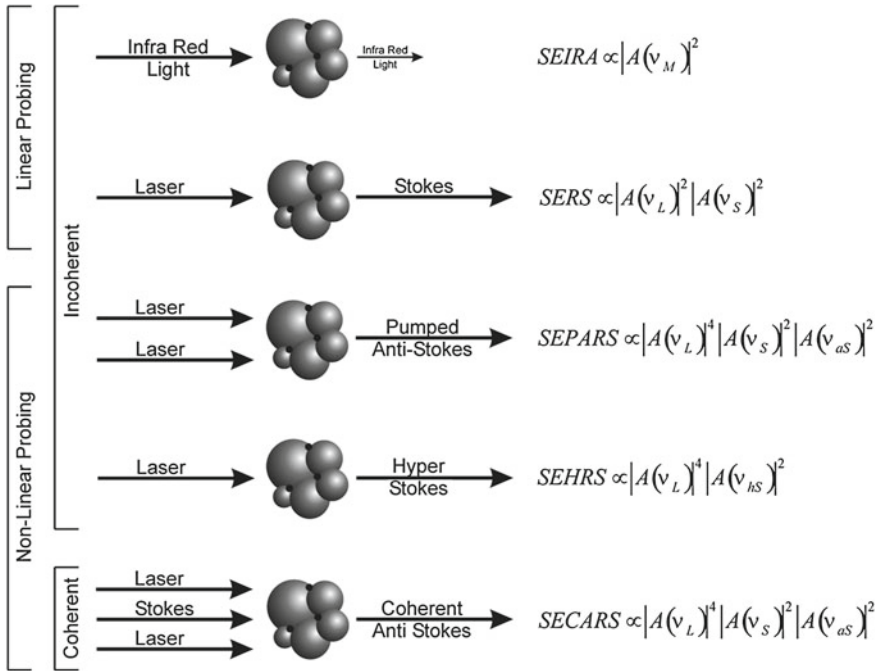 Linear Probing
Non-Linear Probing
Incoherent
Coherent
Infra Red
Light
Infra Red
Light
SEIRA ∝ |A(ν_M)|^2
Laser
Stokes
SERS ∝ |A(ν_L)|^2 |A(ν_S)|^2
Laser
Laser
Pumped
Anti-Stokes
SEPARS ∝ |A(ν_L)|^4 |A(ν_S)|^2 |A(ν_aS)|^2
Laser
Hyper
Stokes
SEHRS ∝ |A(ν_L)|^4 |A(ν_hS)|^2
Laser
Stokes
Laser
Coherent
Anti Stokes
SECARS ∝ |A(ν_L)|^4 |A(ν_S)|^2 |A(ν_aS)|^2